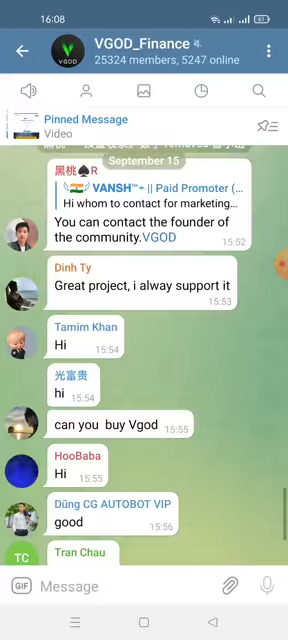 16:08
61
VGOD_Finance
25324 members, 5247 online
VGOD
Pinned Message
Video
September 15
黑桃♠R
🇮🇳 VANSH™ || Paid Promoter (...
Hi whom to contact for marketing...
You can contact the founder of
the community.VGOD
15:52
Dinh Ty
Great project, i alway support it
15:53
Tamim Khan
Hi
15:54
光富贵
hi
15:54
can you buy Vgod
15:55
HooBaba
Hi
15:55
Dũng CG AUTOBOT VIP
good
15:56
TC
Tran Chau
GIF
Message